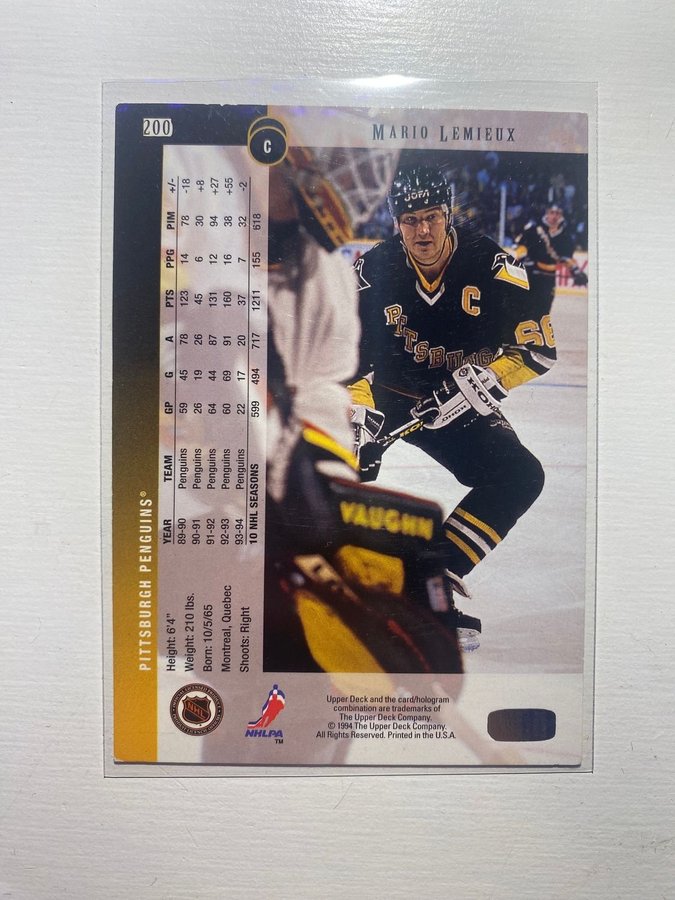 200
C
MARIO LEMIEUX
PITTSBURGH PENGUINS®
YEAR TEAM GP G A PTS PPG PIM +/-
89-90 Penguins 59 45 78 123 14 78 -18
90-91 Penguins 26 19 26 45 6 30 +8
91-92 Penguins 64 44 87 131 12 94 +27
92-93 Penguins 60 69 91 160 16 38 +55
93-94 Penguins 22 17 20 37 7 32 -2
10 NHL SEASONS 599 494 717 1211 155 618
Height: 6'4"
Weight: 210 lbs.
Born: 10/5/65
Montreal, Quebec
Shoots: Right
JOFA
C
PITTSBURGH
66
KOHO
VAUGHN
NHL
NHLPA
TM
Upper Deck and the card/hologram
combination are trademarks of
The Upper Deck Company.
© 1994 The Upper Deck Company.
All Rights Reserved. Printed in the U.S.A.